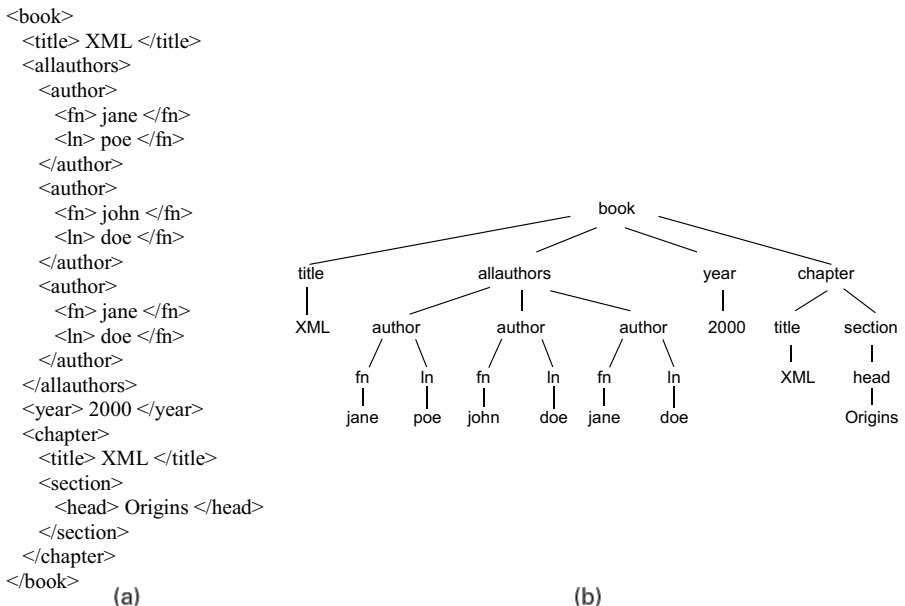 <book>
<title> XML </title>
<allauthors>
<author>
<fn> jane </fn>
<ln> poe </fn>
</author>
<author>
<fn> john </fn>
<ln> doe </fn>
</author>
<author>
<fn> jane </fn>
<ln> doe </fn>
</author>
</allauthors>
<year> 2000 </year>
<chapter>
<title> XML </title>
<section>
<head> Origins </head>
</section>
</chapter>
</book>
(a)
book
title allauthors year chapter
XML author author author 2000 title section
fn ln fn ln fn ln XML head
jane poe john doe jane doe Origins
(b)